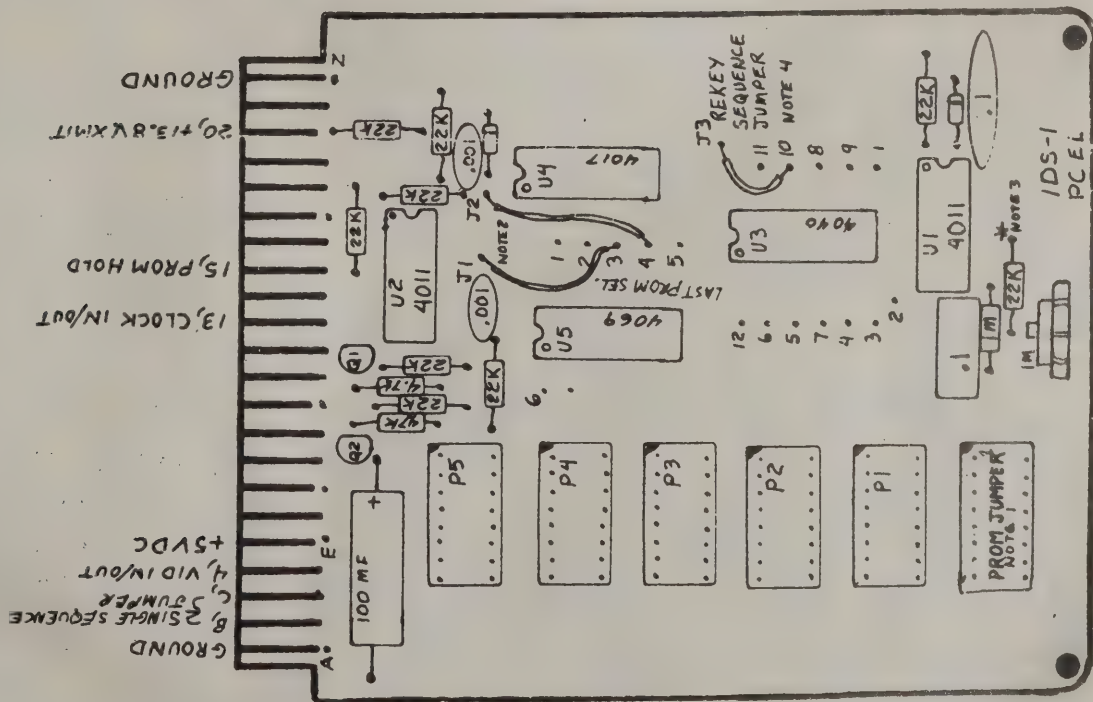 GROUND
20, +13.8V XMIT
15, PROM HOLD
13, CLOCK IN/OUT
+5VDC
4, VID IN/OUT
C, 3 JUMPER
B, 2 SINGLE SEQUENCE
GROUND
Z
E
A
22K
22K
.001
22K
22K
J2
U4
4017
J3 REKEY
SEQUENCE
11 JUMPER
10 NOTE 4
8
9
1
22K
.1
IDS-1
PCEL
U2
4011
J1
NOTE 2
.001
1
2
3
4
5
LAST PROM SEL.
U3
4040
U1
4011
* NOTE 3
22K
U5
4069
12
6
5
7
4
3
2
.1
1M
1M
Q1
22K
4.7K
22K
47K
Q2
22K
6
+
100 MF
P5
P4
P3
P2
P1
PROM JUMPER
NOTE 1
1